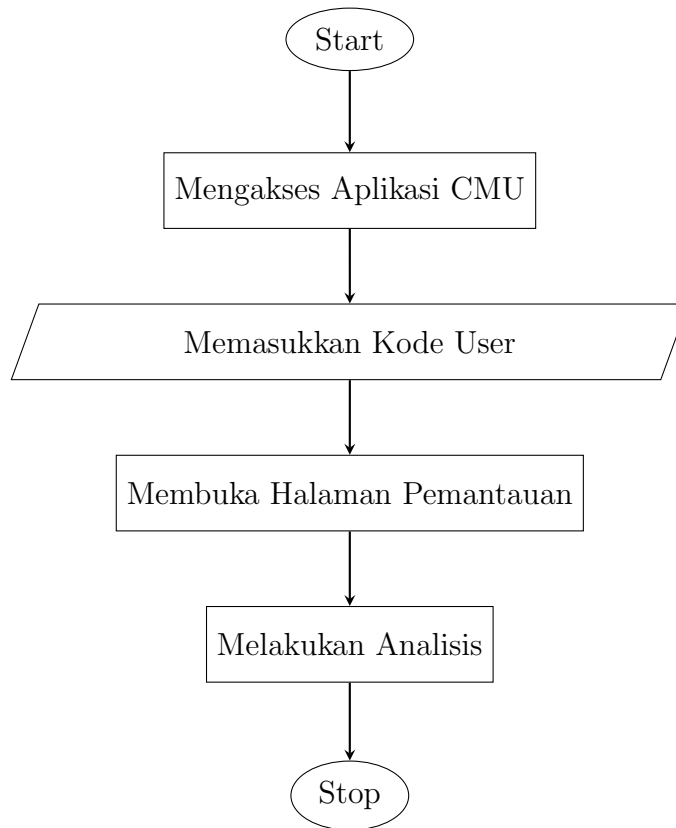 Start
Mengakses Aplikasi CMU
Memasukkan Kode User
Membuka Halaman Pemantauan
Melakukan Analisis
Stop